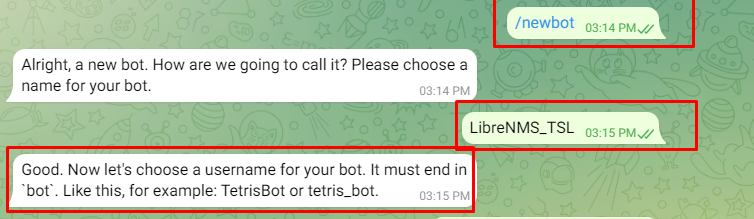 /newbot
03:14 PM
Alright, a new bot. How are we going to call it? Please choose a
name for your bot.
03:14 PM
LibreNMS_TSL
03:15 PM
Good. Now let's choose a username for your bot. It must end in
`bot`. Like this, for example: TetrisBot or tetris_bot.
03:15 PM